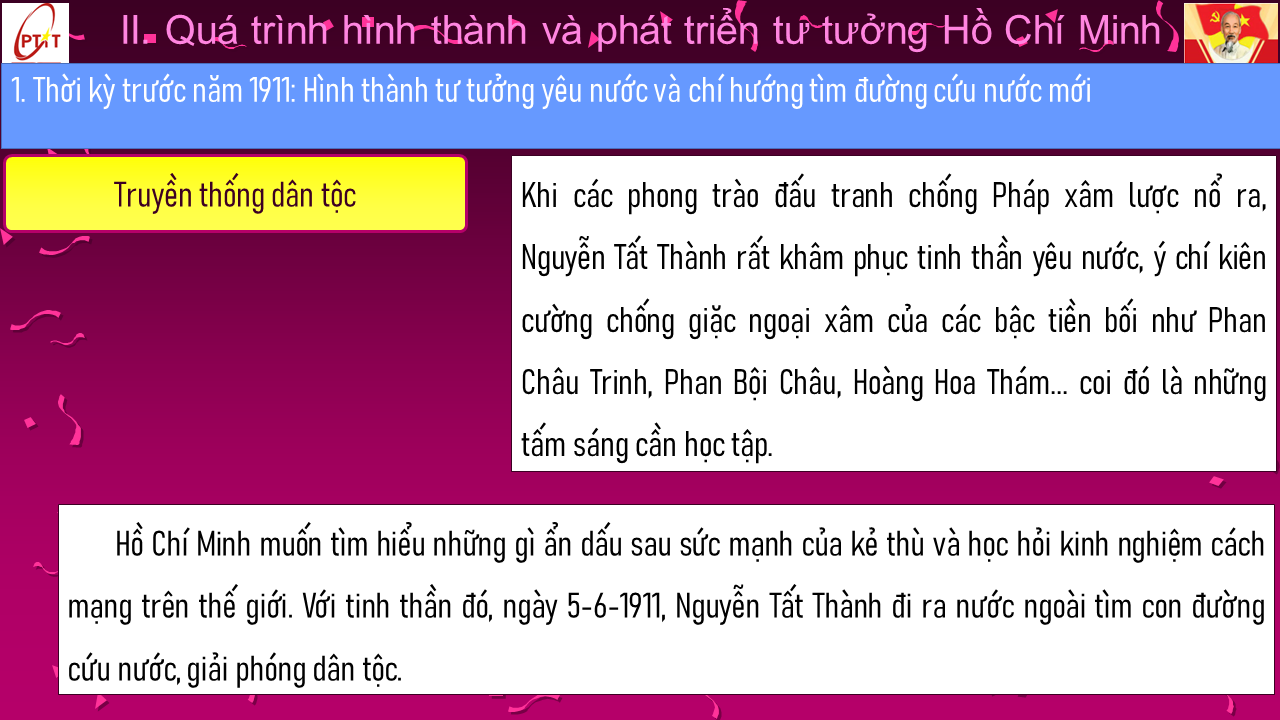 PTIT
II. Quá trình hình thành và phát triển tư tưởng Hồ Chí Minh
1. Thời kỳ trước năm 1911: Hình thành tư tưởng yêu nước và chí hướng tìm đường cứu nước mới
Truyền thống dân tộc
Khi các phong trào đấu tranh chống Pháp xâm lược nổ ra,
Nguyễn Tất Thành rất khâm phục tinh thần yêu nước, ý chí kiên
cường chống giặc ngoại xâm của các bậc tiền bối như Phan
Châu Trinh, Phan Bội Châu, Hoàng Hoa Thám... coi đó là những
tấm sáng cần học tập.
Hồ Chí Minh muốn tìm hiểu những gì ẩn dấu sau sức mạnh của kẻ thù và học hỏi kinh nghiệm cách
mạng trên thế giới. Với tinh thần đó, ngày 5-6-1911, Nguyễn Tất Thành đi ra nước ngoài tìm con đường
cứu nước, giải phóng dân tộc.